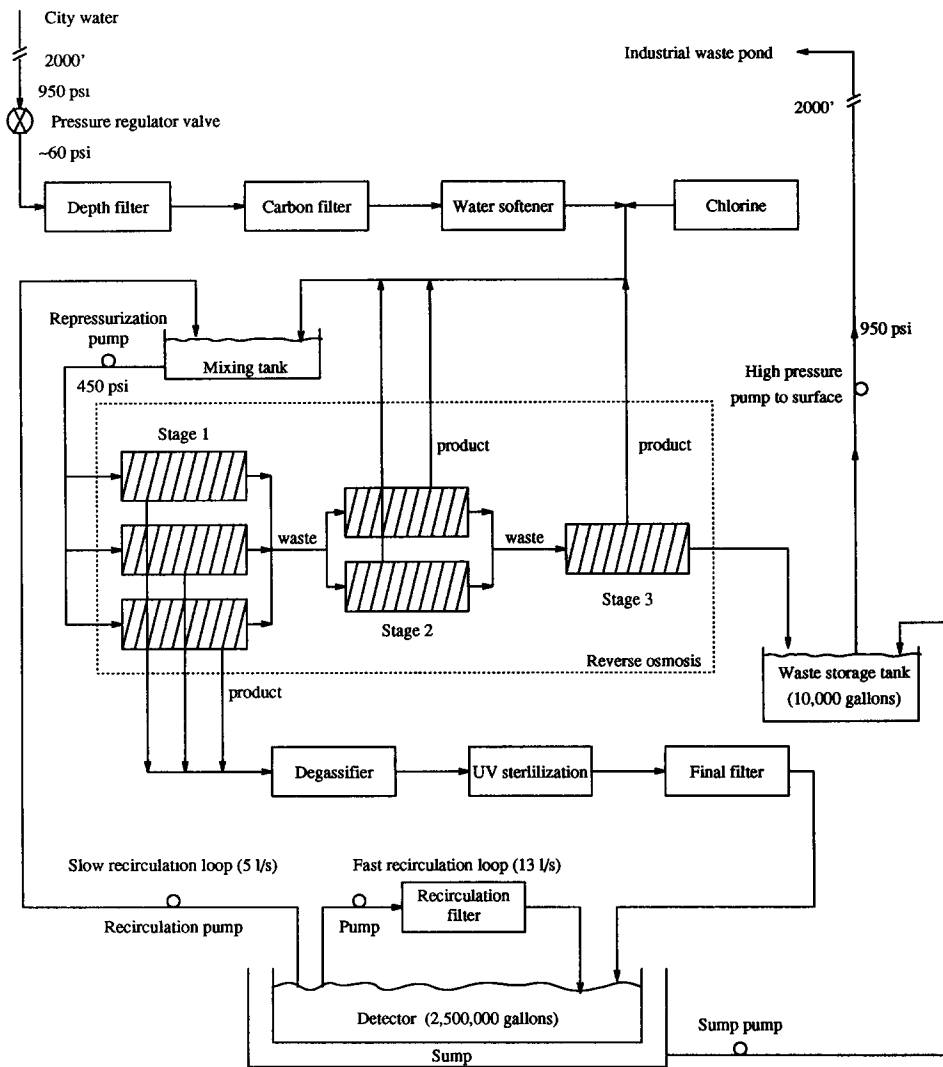 City water
2000'
950 psi
Pressure regulator valve
~60 psi
Industrial waste pond
2000'
Depth filter
Carbon filter
Water softener
Chlorine
Repressurization
pump
450 psi
Mixing tank
950 psi
High pressure
pump to surface
Stage 1
product
product
waste
waste
Stage 2
Stage 3
Reverse osmosis
product
Waste storage tank
(10,000 gallons)
Degassifier
UV sterlilization
Final filter
Slow recirculation loop (5 l/s)
Recirculation pump
Fast recirculation loop (13 l/s)
Pump
Recirculation
filter
Detector (2,500,000 gallons)
Sump
Sump pump